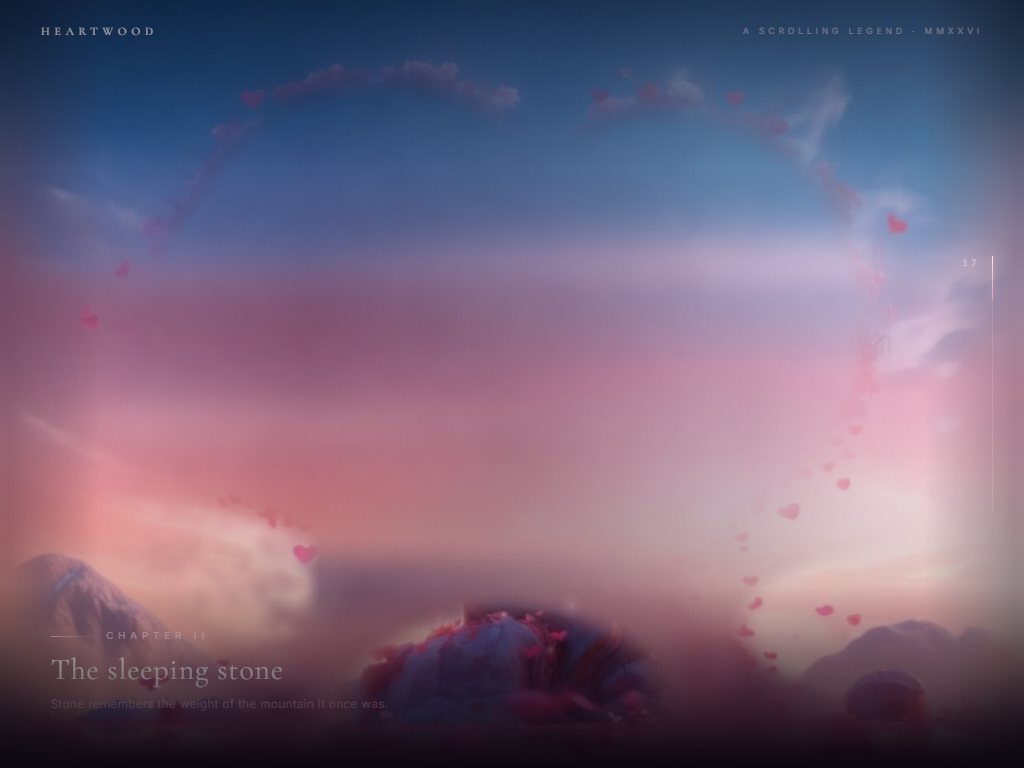 HEARTWOOD
A SCROLLING LEGEND - MMXXVI
17
CHAPTER II
The sleeping stone
Stone remembers the weight of the mountain it once was.